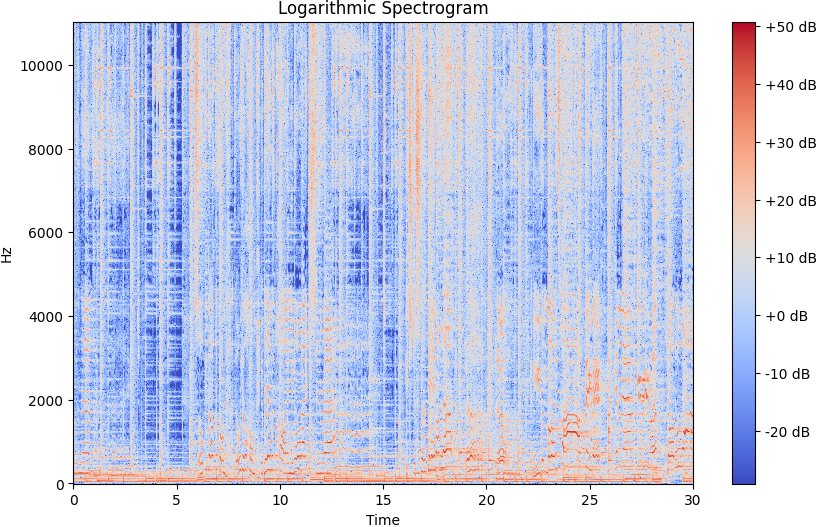 Logarithmic Spectrogram
Hz
10000
8000
6000
4000
2000
0
0 5 10 15 20 25 30
Time
+50 dB
+40 dB
+30 dB
+20 dB
+10 dB
+0 dB
-10 dB
-20 dB